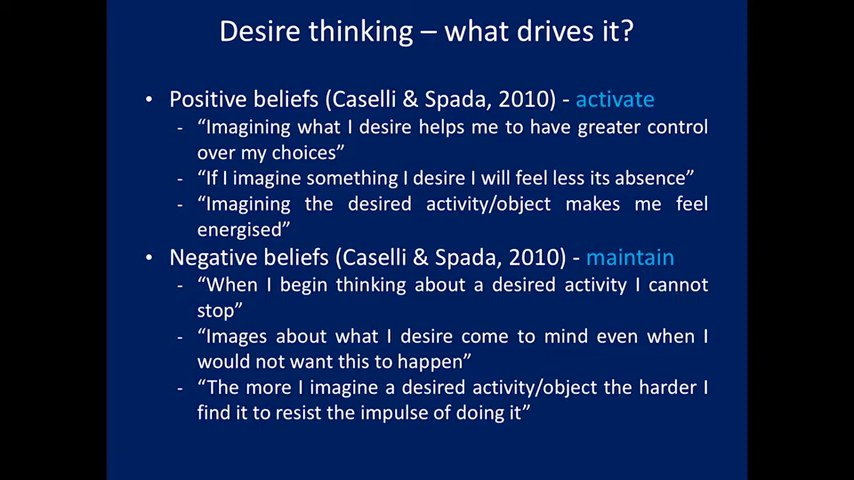 Desire thinking – what drives it?
• Positive beliefs (Caselli & Spada, 2010) - activate
- “Imagining what I desire helps me to have greater control
over my choices”
- “If I imagine something I desire I will feel less its absence”
- “Imagining the desired activity/object makes me feel
energised”
• Negative beliefs (Caselli & Spada, 2010) - maintain
- “When I begin thinking about a desired activity I cannot
stop”
- “Images about what I desire come to mind even when I
would not want this to happen”
- “The more I imagine a desired activity/object the harder I
find it to resist the impulse of doing it”